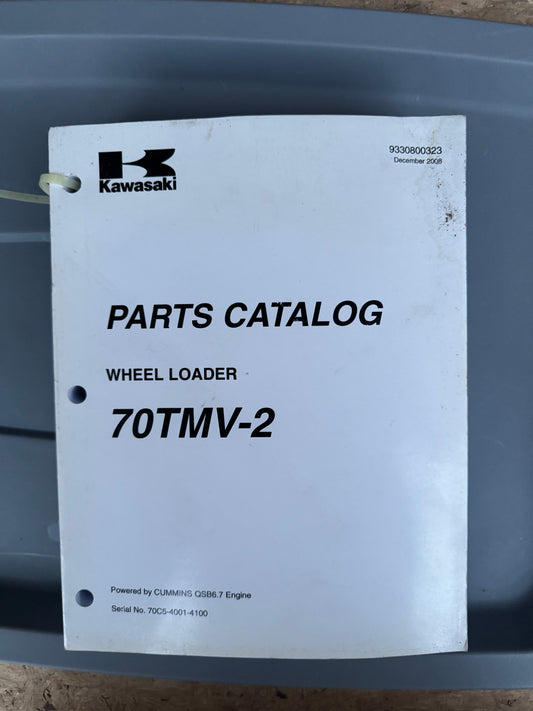 9330800323
December 2008
Kawasaki
PARTS CATALOG
WHEEL LOADER
70TMV-2
Powered by CUMMINS QSB6.7 Engine
Serial No. 70C5-4001-4100